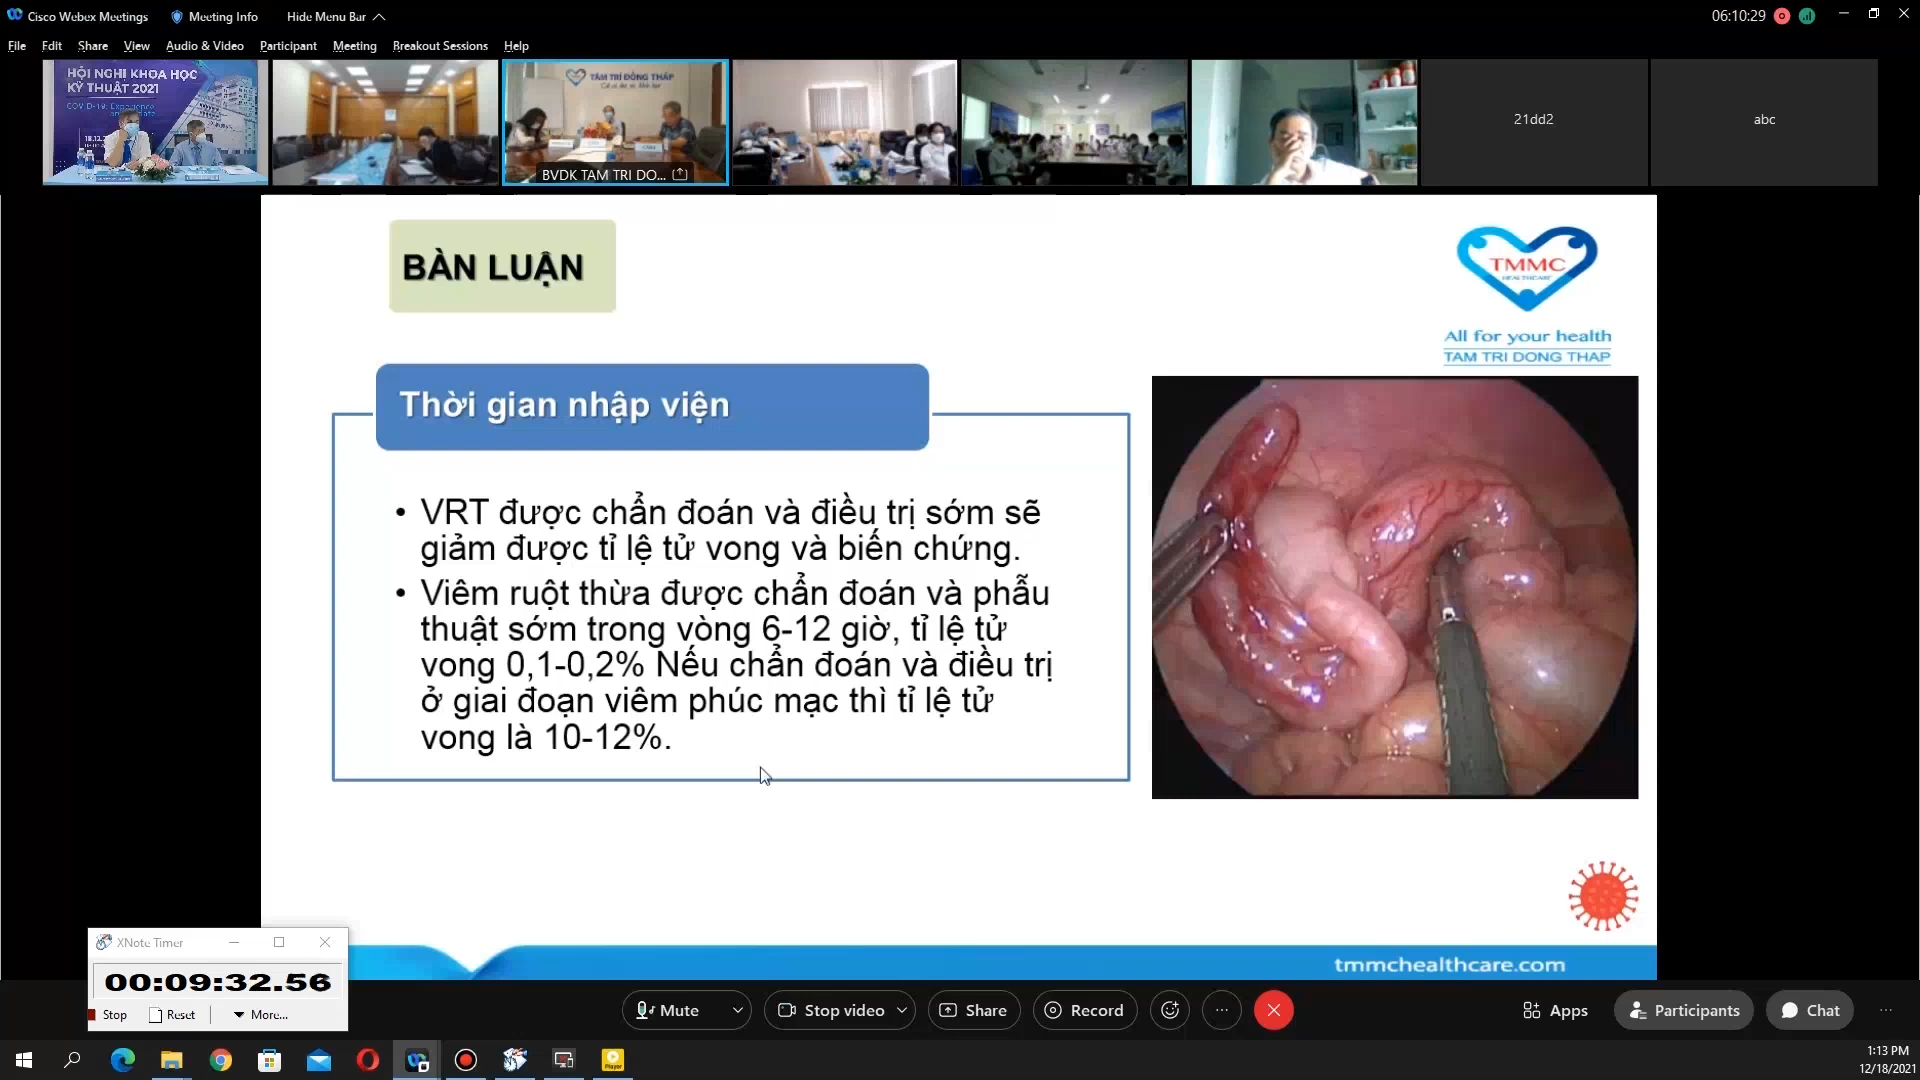 Cisco Webex Meetings
Meeting Info
Hide Menu Bar
06:10:29
File Edit Share View Audio & Video Participant Meeting Breakout Sessions Help
HỘI NGHỊ KHOA HỌC
KỸ THUẬT 2021
TÂM TRÍ ĐỒNG THÁP
BVDK TAM TRI DO...
21dd2
abc
BÀN LUẬN
TMMC
HEALTHCARE
All for your health
TAM TRI DONG THAP
Thời gian nhập viện
• VRT được chẩn đoán và điều trị sớm sẽ
giảm được tỉ lệ tử vong và biến chứng.
• Viêm ruột thừa được chẩn đoán và phẫu
thuật sớm trong vòng 6-12 giờ, tỉ lệ tử
vong 0,1-0,2% Nếu chẩn đoán và điều trị
ở giai đoạn viêm phúc mạc thì tỉ lệ tử
vong là 10-12%.
tmmchealthcare.com
XNote Timer
00:09:32.56
Stop Reset More...
Mute Stop video Share Record Apps Participants Chat
Player
1:13 PM
12/18/2021